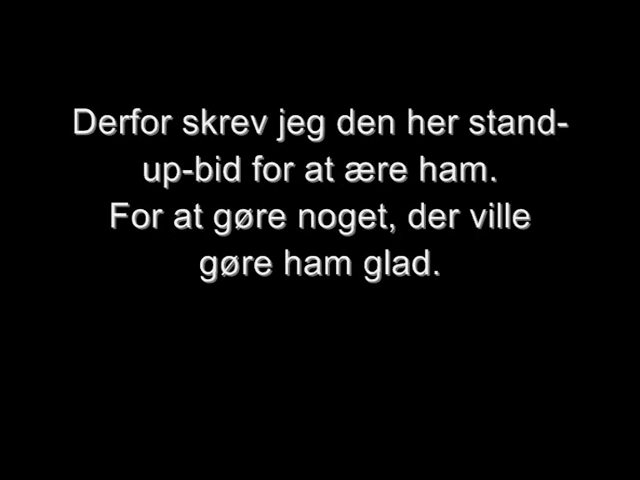 Derfor skrev jeg den her stand-
up-bid for at ære ham.
For at gøre noget, der ville
gøre ham glad.